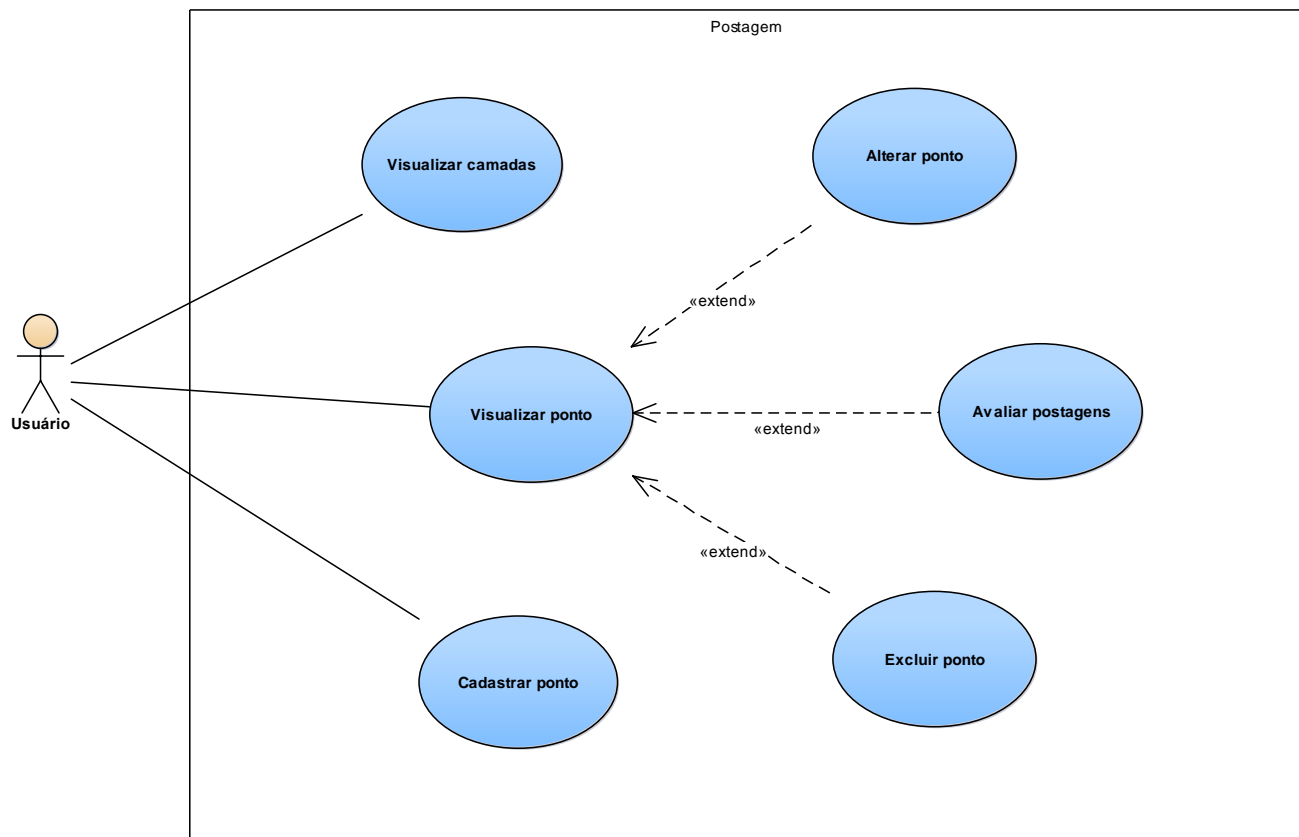 Postagem
Visualizar camadas
Alterar ponto
«extend»
Usuário
Visualizar ponto
Avaliar postagens
«extend»
«extend»
Cadastrar ponto
Excluir ponto